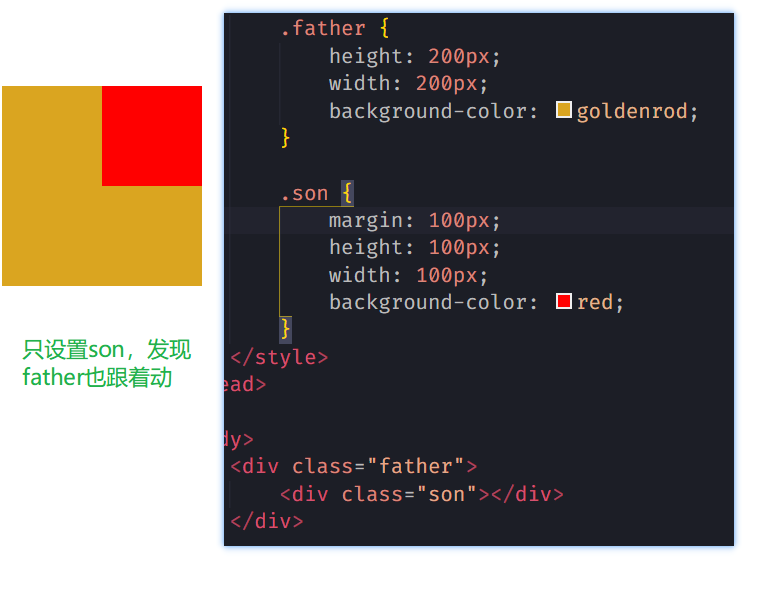 .father {
height: 200px;
width: 200px;
background-color: goldenrod;
}
.son {
margin: 100px;
height: 100px;
width: 100px;
background-color: red;
}
只设置son，发现
father也跟着动
</style>
ead>
dy>
<div class="father">
<div class="son"></div>
</div>